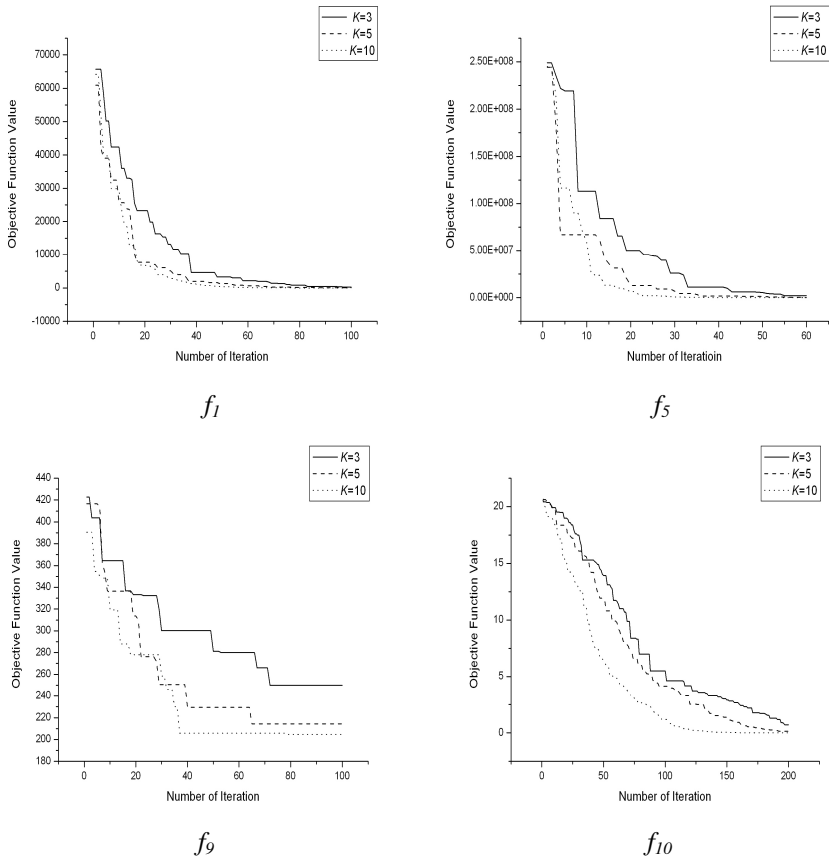 K=3
K=5
K=10
70000
60000
50000
40000
30000
20000
10000
0
-10000
Objective Function Value
0
20
40
60
80
100
Number of Iteration
f1
K=3
K=5
K=10
2.50E+008
2.00E+008
1.50E+008
1.00E+008
5.00E+007
0.00E+000
Objective Function Value
0
10
20
30
40
50
60
Number of Iteratioin
f5
K=3
K=5
K=10
440
420
400
380
360
340
320
300
280
260
240
220
200
180
Objective Function Value
0
20
40
60
80
100
Number of Iteration
f9
K=3
K=5
K=10
20
15
10
5
0
Objective Function Value
0
50
100
150
200
Number of Iteration
f10